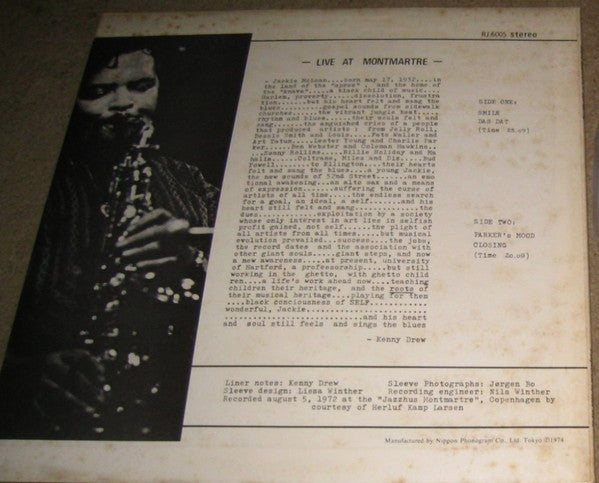 RJ 6005 stereo
— LIVE AT MONTMARTRE —
- Jackie McLean....born may 17, 1932....in
the land of the "apres" , and the home of
the "knave"....a black child of music....
Harlem, proverty.....dissolution, frustra
tion.......but his heart felt and sang the
blues.........gospel sounds from sidewalk
churches.....the vibrant jungle beat....
rhythm and blues......their souls felt and
sang.....the anguished cries of a people
that produced artists : from Jelly Roll,
Bessie Smith and Louis....Fats Waller and
Art Tatum.....Lester Young and Charlie Par
ker.....Ben Webster and Coleman Hawkins...
..Sonny Rollins....Billie Holiday and Ma
halia.....Coltrane, Miles and Diz....Bud
Powell......to Ellington....their hearts
felt and sang the blues....a young Jackie,
the new sounds of 52nd Street.....an emo
tional awakening...an alto sax and a means
of expression.....suffering the curse of
artists of all time.....the endless search
for a goal, an ideal, a self......and his
heart still felt and sang.............the
dues..........exploitation by a society
whose only interest in art lies in selfish
profit gained, not self......the plight of
all artists from all times.....but musical
evolution prevailed...success....the jobs,
the record dates and the association with
other giant souls.....giant steps, and now
a new awareness.....at present, university
of Hartford, a professorship.....but still
working in the ghetto, with ghetto child
ren....a life's work ahead now....teaching
children their heritage, and the roots of
their musical heritage....playing for them
....black conciousness of SELF............
wonderful, Jackie.........................
.............................and his heart
and soul still feels and sings the blues
- Kenny Drew
SIDE ONE:
SMILE
DAS DAT
(Time 25.09)
SIDE TWO:
PARKER's MOOD
CLOSING
(Time 20.09)
Liner notes: Kenny Drew Sleeve Photographs: Jørgen Bo
Sleeve design: Lissa Winther Recording engineer: Nils Winther
Recorded august 5, 1972 at the "Jazzhus Montmartre", Copenhagen by
courtesy of Herluf Kamp Larsen
Manufactured by Nippon Phonogram Co., Ltd. Tokyo ℗1974